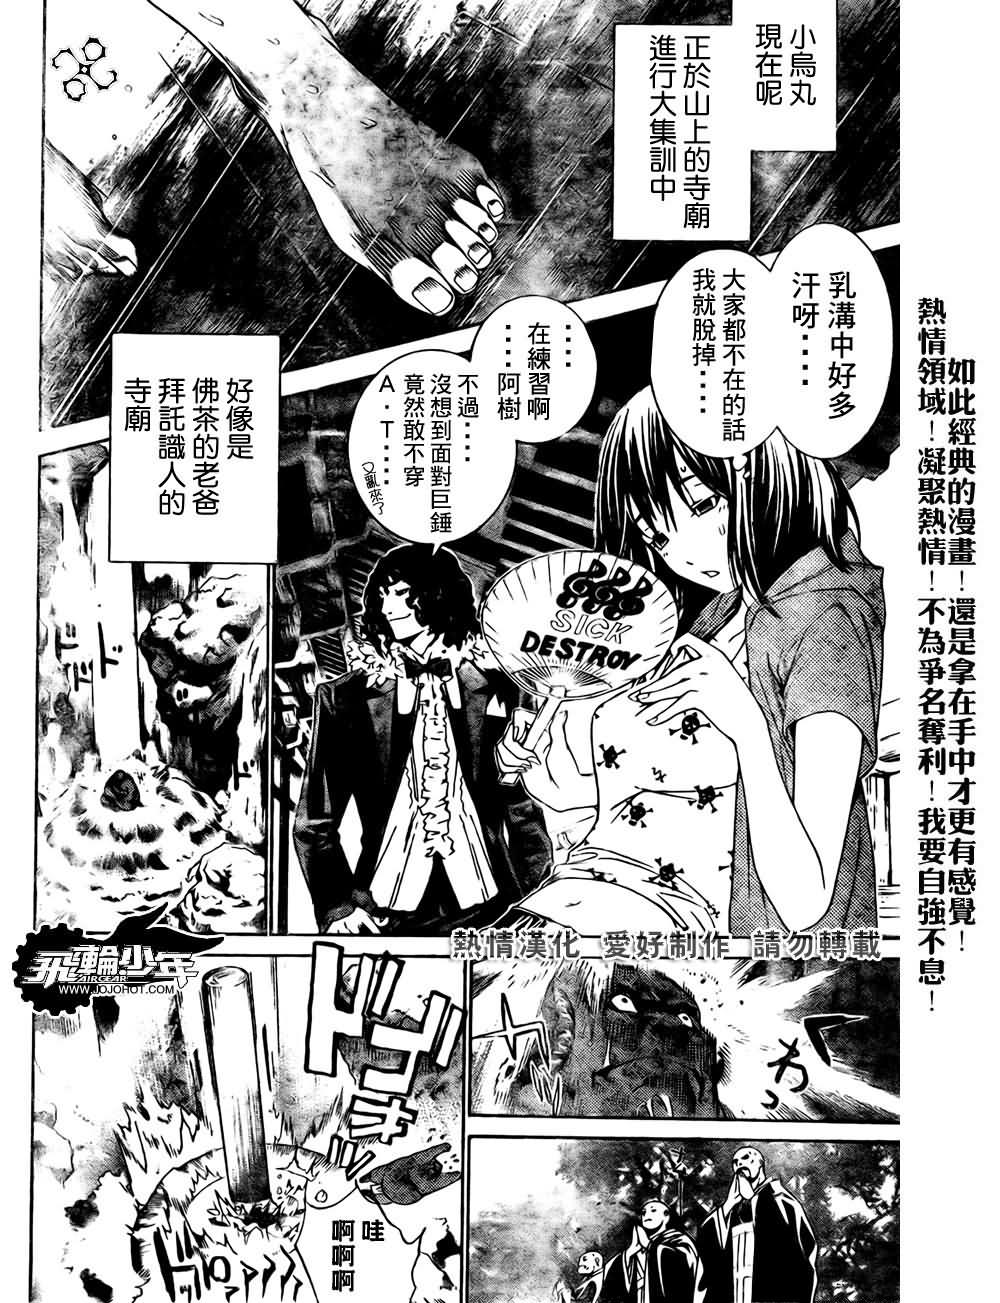 小烏丸
現在呢
正於山上的寺廟
進行大集訓中
乳溝中好多
汗呀‥‥
大家都不在的話
我就脫掉‥‥
‥‥
在練習啊
‥‥阿樹
不過‥‥
沒想到面對巨錘
竟然敢不穿
A．T‥‥
又亂來了
好像是
佛茶的老爸
拜託識人的
寺廟
SICK
DESTROY
如此經典的漫畫！還是拿在手中才更有感覺！
熱情領域！凝聚熱情！不為爭名奪利！我要自強不息！
熱情漢化 愛好制作 請勿轉載
飛輪少年
AIRGEAR
WWW.JOJOHOT.COM
わっ
ドゴオッ
哇
啊啊啊